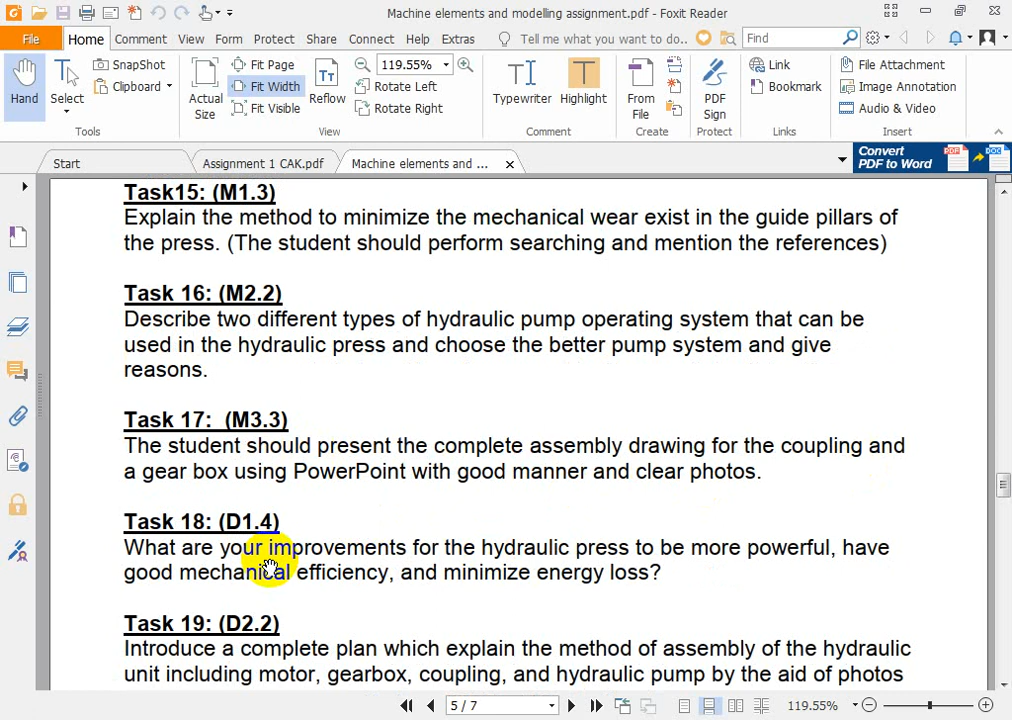 Machine elements and modelling assignment.pdf - Foxit Reader
File Home Comment View Form Protect Share Connect Help Extras Tell me what you want to do.. Find
Hand
Select
SnapShot
Clipboard
Tools
Actual
Size
Fit Page
Fit Width
Fit Visible
Reflow
119.55%
Rotate Left
Rotate Right
View
Typewriter
Highlight
Comment
From
File
Create
PDF
Sign
Protect
Link
Bookmark
Links
File Attachment
Image Annotation
Audio & Video
Insert
Start Assignment 1 CAK.pdf Machine elements and ...
Convert
PDF to Word
PDF
DOC
Task15: (M1.3)
Explain the method to minimize the mechanical wear exist in the guide pillars of
the press. (The student should perform searching and mention the references)
Task 16: (M2.2)
Describe two different types of hydraulic pump operating system that can be
used in the hydraulic press and choose the better pump system and give
reasons.
Task 17: (M3.3)
The student should present the complete assembly drawing for the coupling and
a gear box using PowerPoint with good manner and clear photos.
Task 18: (D1.4)
What are your improvements for the hydraulic press to be more powerful, have
good mechanical efficiency, and minimize energy loss?
Task 19: (D2.2)
Introduce a complete plan which explain the method of assembly of the hydraulic
unit including motor, gearbox, coupling, and hydraulic pump by the aid of photos
5 / 7
119.55%